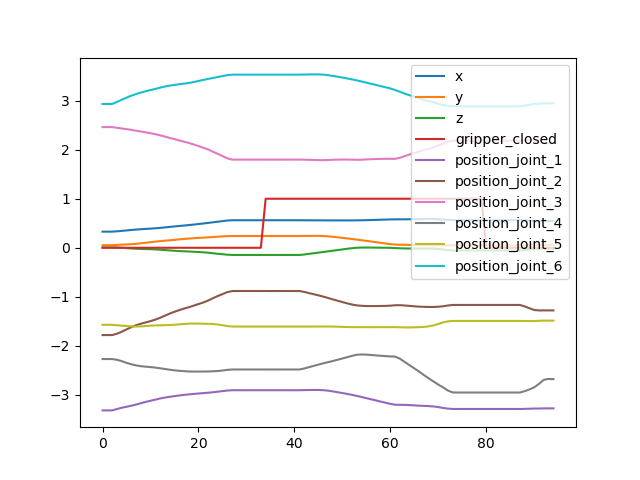 x
y
z
gripper_closed
position_joint_1
position_joint_2
position_joint_3
position_joint_4
position_joint_5
position_joint_6
3
2
1
0
−1
−2
−3
0 20 40 60 80